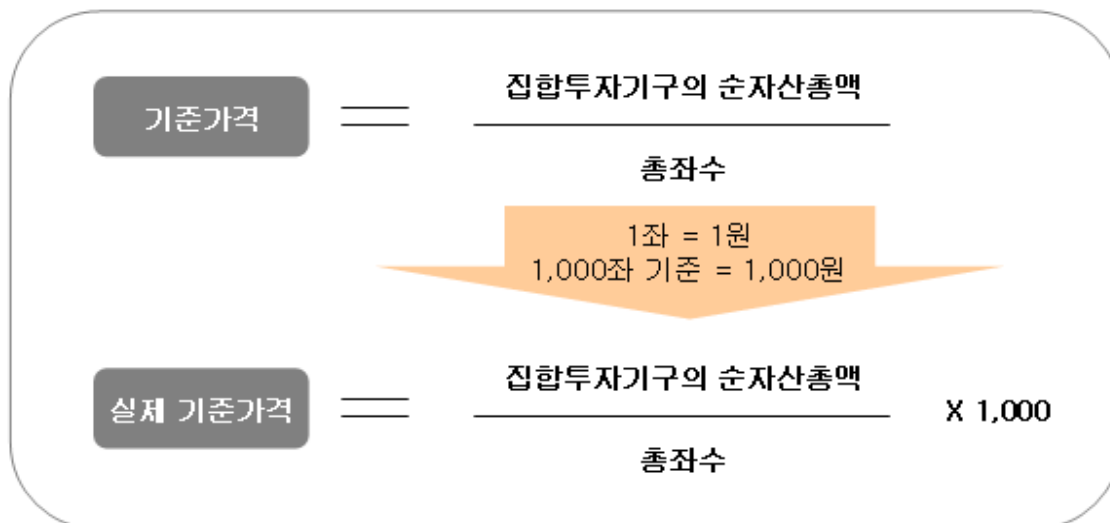 집합투자기구의 순자산총액
기준가격
총좌수
1좌 = 1원
1,000좌 기준 = 1,000원
집합투자기구의 순자산총액
실제 기준가격
X 1,000
총좌수